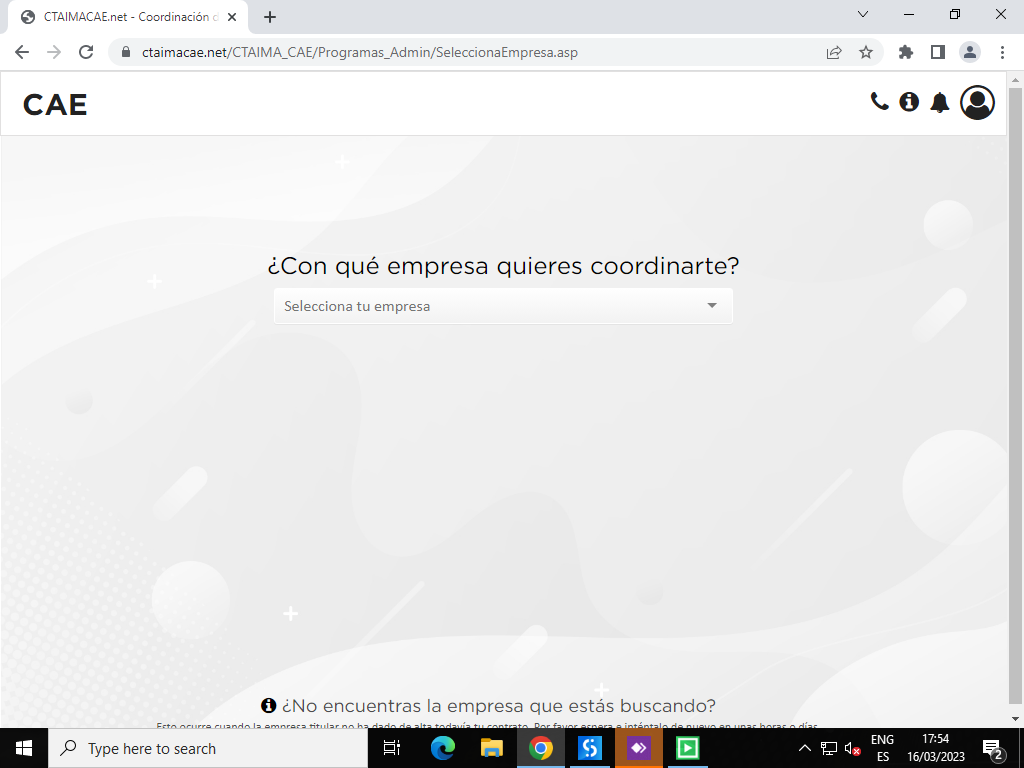 CTAIMACAE.net - Coordinación d
ctaimacae.net/CTAIMA_CAE/Programas_Admin/SeleccionaEmpresa.asp
CAE
¿Con qué empresa quieres coordinarte?
Selecciona tu empresa
¿No encuentras la empresa que estás buscando?
Esto ocurre cuando la empresa titular no ha dado de alta todavía tu contrato. Por favor espera e inténtalo de nuevo en unas horas o días.
Type here to search
ENG
ES
17:54
16/03/2023
2